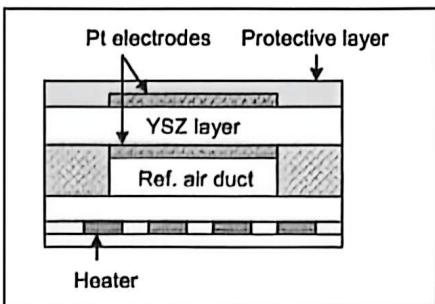 Pt electrodes Protective layer
YSZ layer
Ref. air duct
Heater